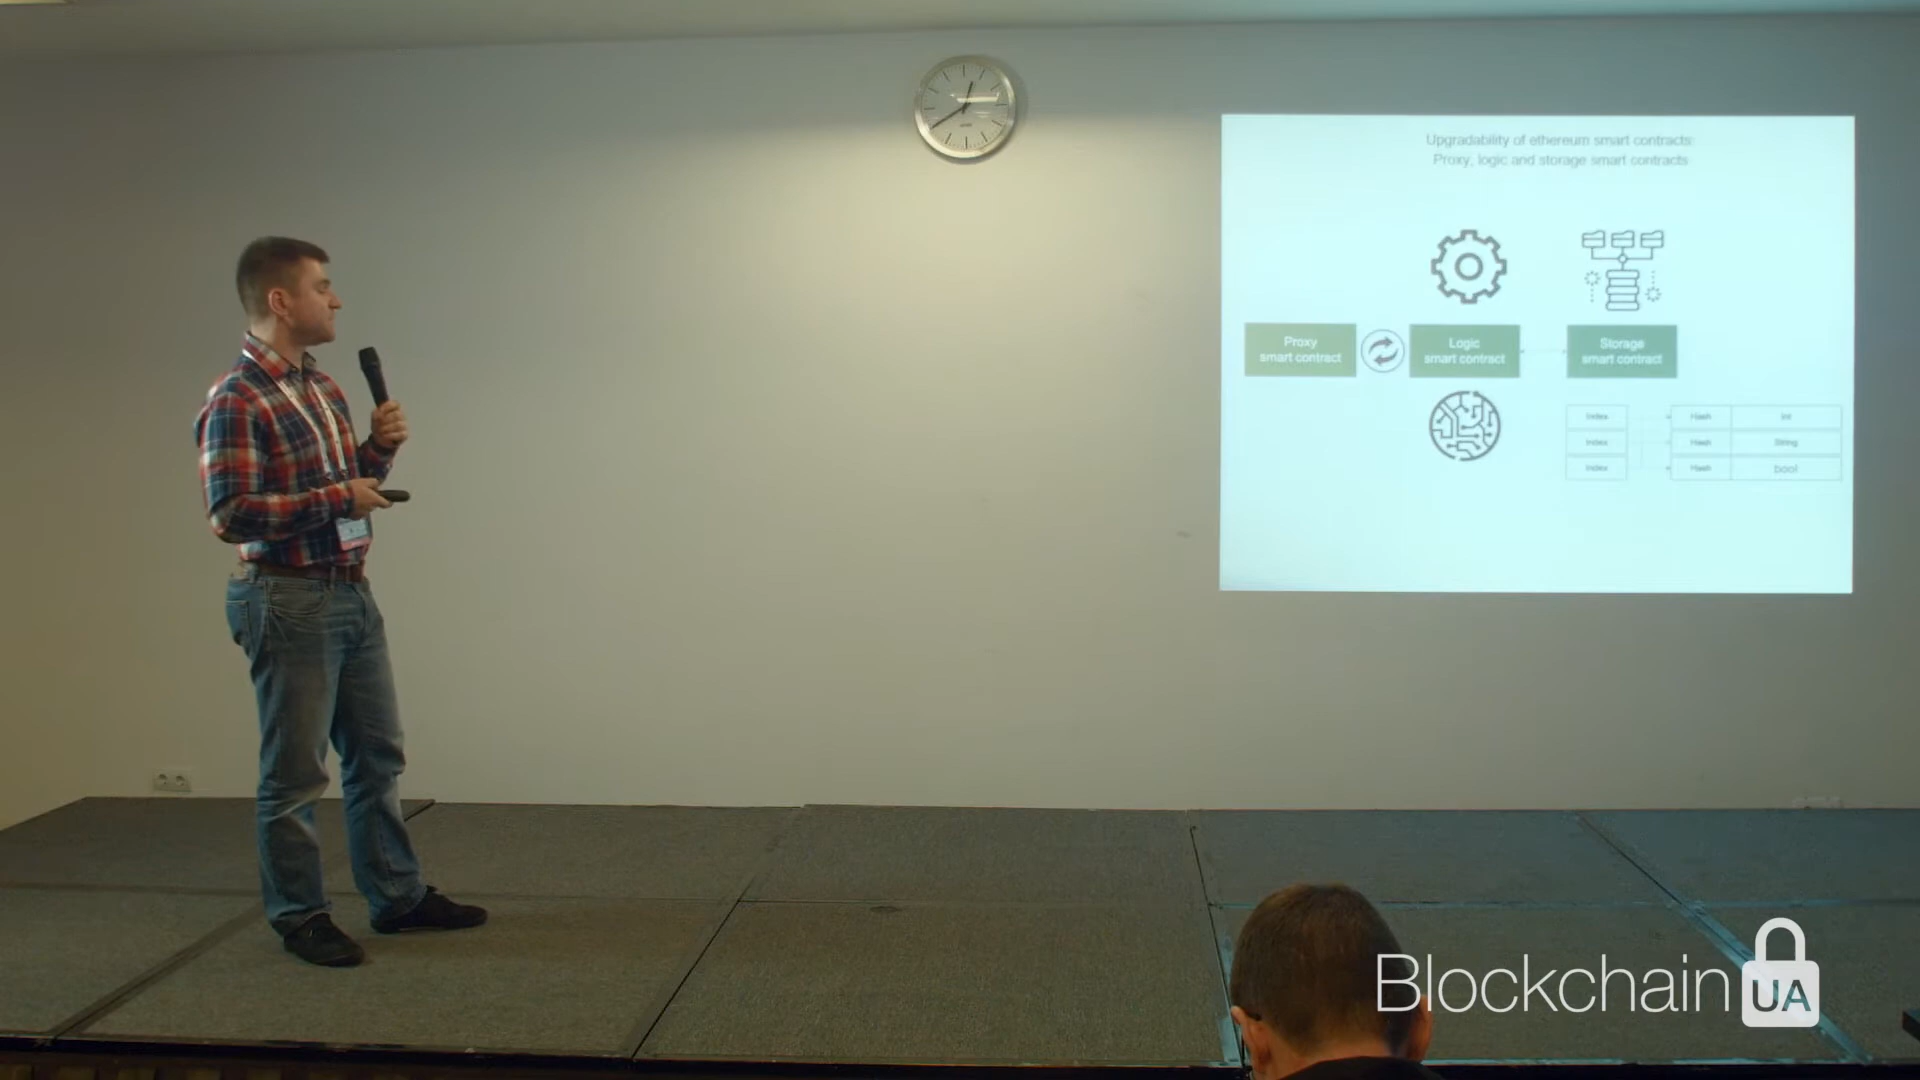 Upgradability of ethereum smart contracts:
Proxy, logic and storage smart contracts
Proxy
smart contract
Logic
smart contract
Storage
smart contract
Index
Hash
int
Index
Hash
String
Index
Hash
bool
Blockchain
UA